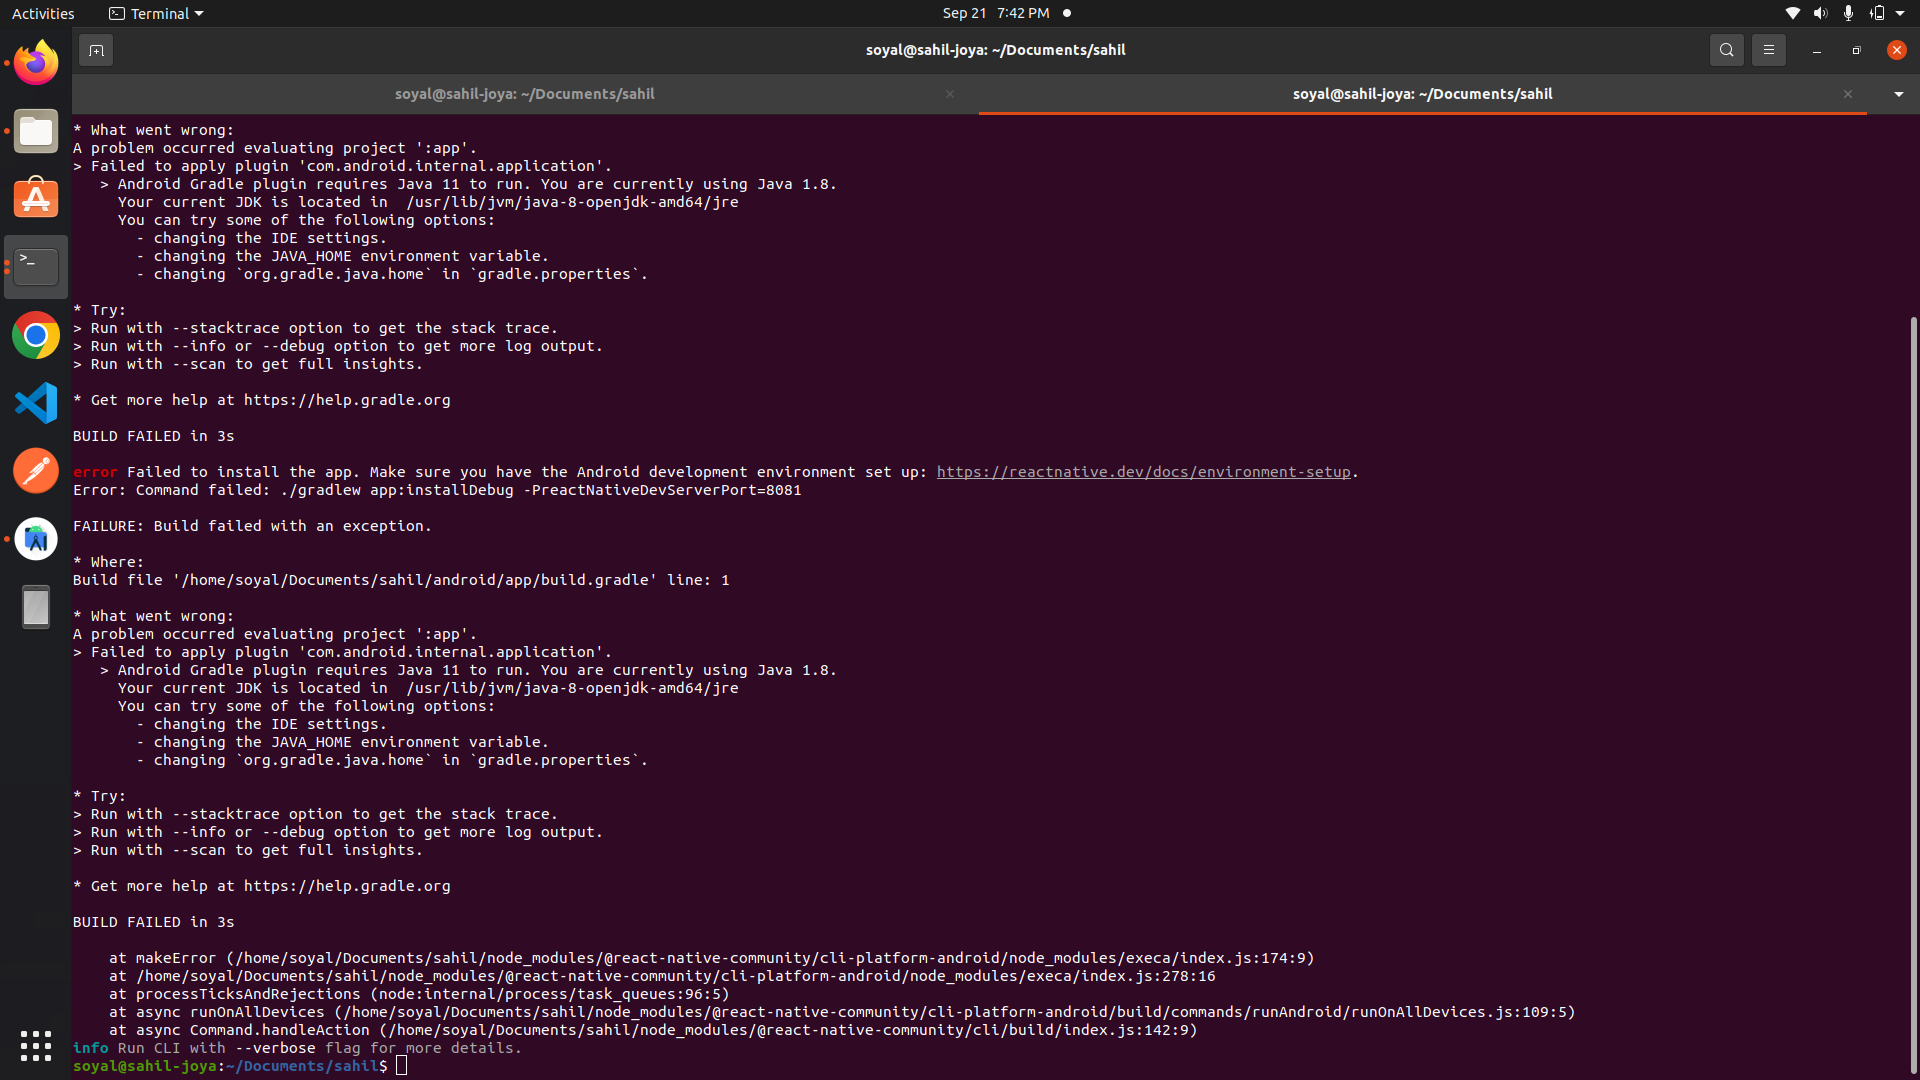 Activities
Terminal
Sep 21 7:42 PM
soyal@sahil-joya: ~/Documents/sahil
soyal@sahil-joya: ~/Documents/sahil
soyal@sahil-joya: ~/Documents/sahil
* What went wrong:
A problem occurred evaluating project ':app'.
> Failed to apply plugin 'com.android.internal.application'.
   > Android Gradle plugin requires Java 11 to run. You are currently using Java 1.8.
     Your current JDK is located in  /usr/lib/jvm/java-8-openjdk-amd64/jre
     You can try some of the following options:
       - changing the IDE settings.
       - changing the JAVA_HOME environment variable.
       - changing `org.gradle.java.home` in `gradle.properties`.
* Try:
> Run with --stacktrace option to get the stack trace.
> Run with --info or --debug option to get more log output.
> Run with --scan to get full insights.
* Get more help at https://help.gradle.org
BUILD FAILED in 3s
error Failed to install the app. Make sure you have the Android development environment set up: https://reactnative.dev/docs/environment-setup.
Error: Command failed: ./gradlew app:installDebug -PreactNativeDevServerPort=8081
FAILURE: Build failed with an exception.
* Where:
Build file '/home/soyal/Documents/sahil/android/app/build.gradle' line: 1
* What went wrong:
A problem occurred evaluating project ':app'.
> Failed to apply plugin 'com.android.internal.application'.
   > Android Gradle plugin requires Java 11 to run. You are currently using Java 1.8.
     Your current JDK is located in  /usr/lib/jvm/java-8-openjdk-amd64/jre
     You can try some of the following options:
       - changing the IDE settings.
       - changing the JAVA_HOME environment variable.
       - changing `org.gradle.java.home` in `gradle.properties`.
* Try:
> Run with --stacktrace option to get the stack trace.
> Run with --info or --debug option to get more log output.
> Run with --scan to get full insights.
* Get more help at https://help.gradle.org
BUILD FAILED in 3s
    at makeError (/home/soyal/Documents/sahil/node_modules/@react-native-community/cli-platform-android/node_modules/execa/index.js:174:9)
    at /home/soyal/Documents/sahil/node_modules/@react-native-community/cli-platform-android/node_modules/execa/index.js:278:16
    at processTicksAndRejections (node:internal/process/task_queues:96:5)
    at async runOnAllDevices (/home/soyal/Documents/sahil/node_modules/@react-native-community/cli-platform-android/build/commands/runAndroid/runOnAllDevices.js:109:5)
    at async Command.handleAction (/home/soyal/Documents/sahil/node_modules/@react-native-community/cli/build/index.js:142:9)
info Run CLI with --verbose flag for more details.
soyal@sahil-joya:~/Documents/sahil$